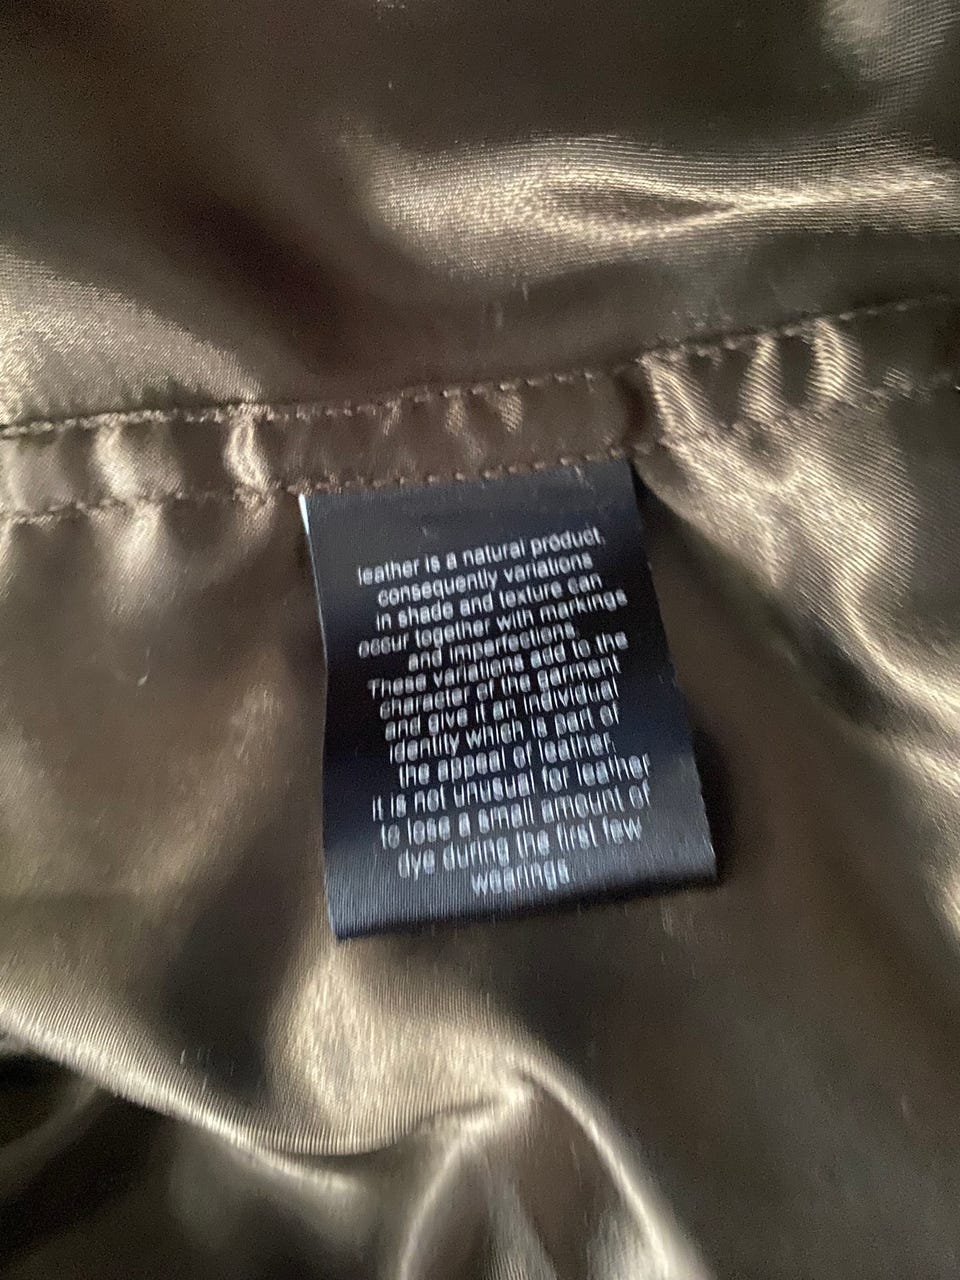 leather is a natural product,
consequently variations
in shade and texture can
occur together with markings
and imperfections.
These variations add to the
character of the garment
and give it an individual
identity which is part of
the appeal of leather.
It is not unusual for leather
to lose a small amount of
dye during the first few
wearings